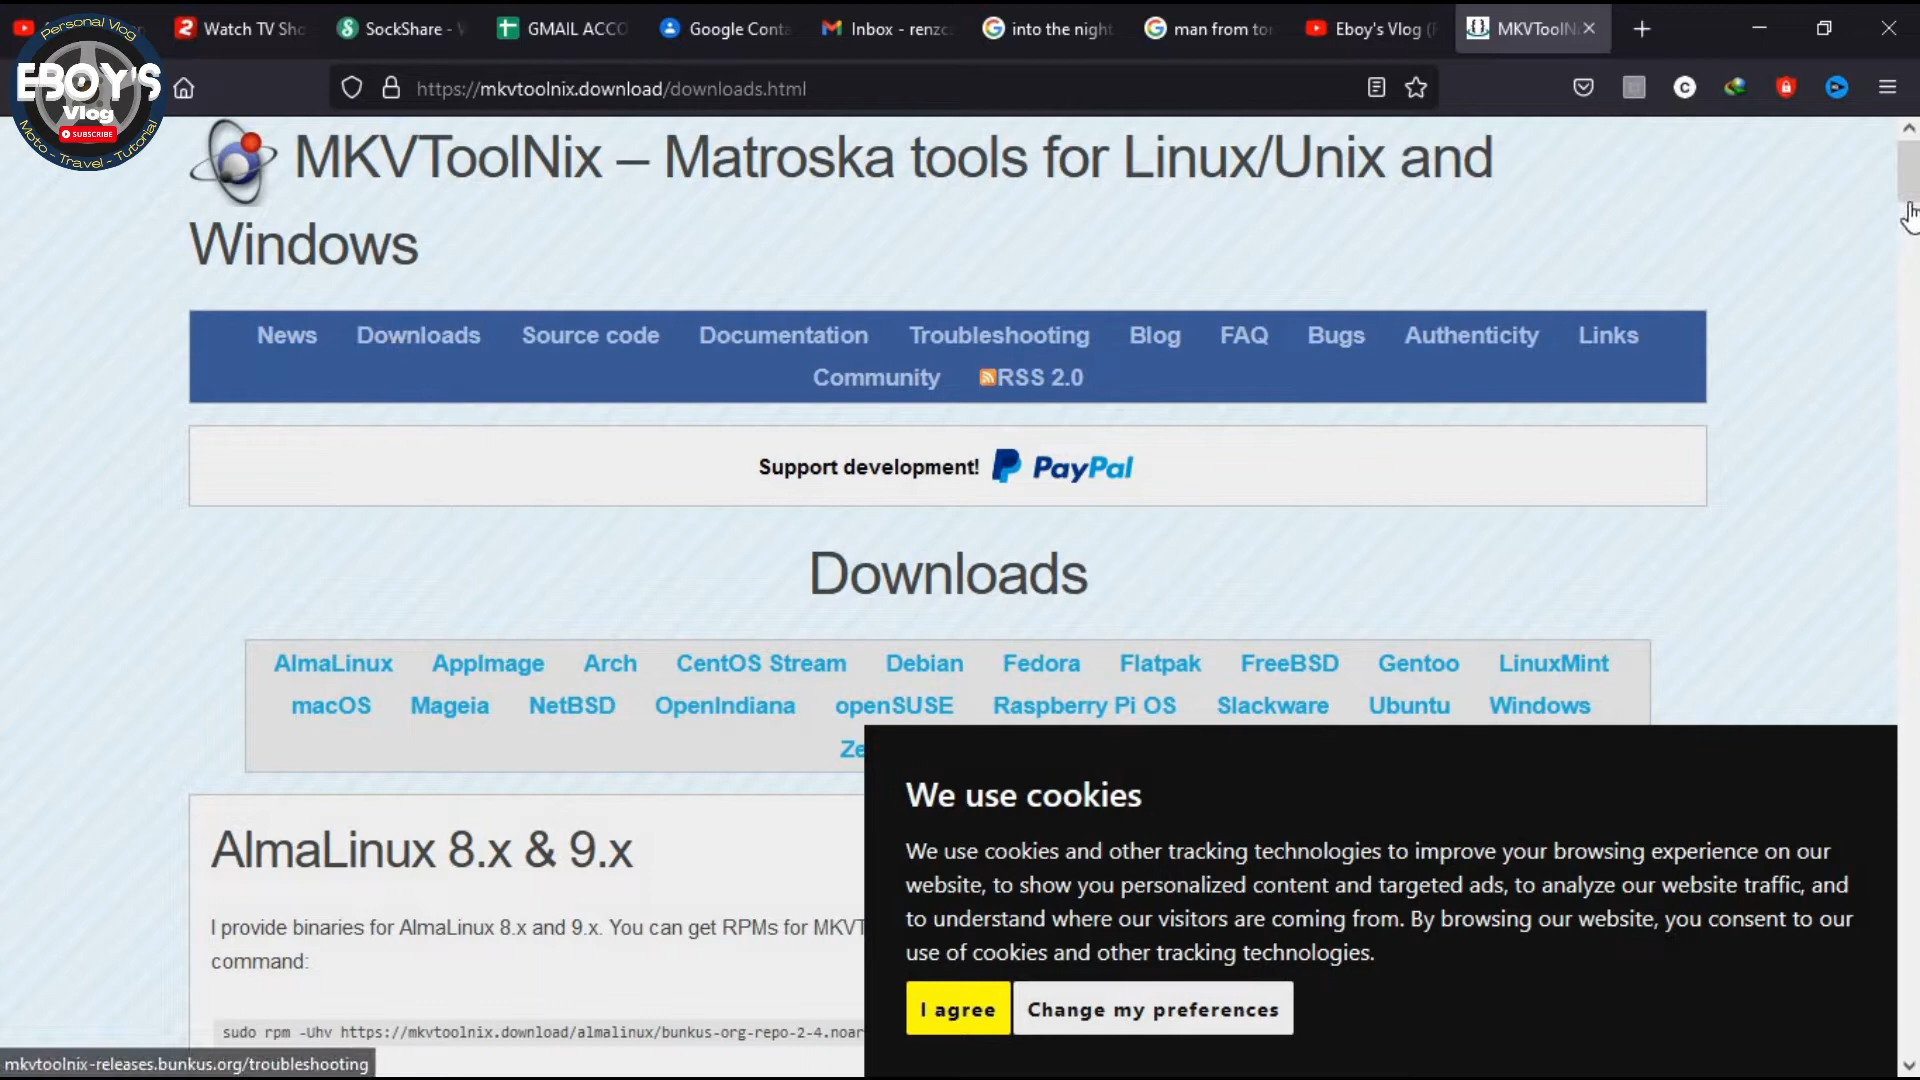 Watch TV Sho
SockShare - V
GMAIL ACCO
Google Conta
Inbox - renzc
into the night
man from tor
Eboy's Vlog (
MKVToolNi
Personal Vlog
EBOY'S
Vlog
SUBSCRIBE
Moto - Travel - Tutorial
https://mkvtoolnix.download/downloads.html
MKVToolNix – Matroska tools for Linux/Unix and
Windows
News Downloads Source code Documentation Troubleshooting Blog FAQ Bugs Authenticity Links
Community RSS 2.0
Support development! PayPal
Downloads
AlmaLinux AppImage Arch CentOS Stream Debian Fedora Flatpak FreeBSD Gentoo LinuxMint
macOS Mageia NetBSD OpenIndiana openSUSE Raspberry Pi OS Slackware Ubuntu Windows
Ze
AlmaLinux 8.x & 9.x
I provide binaries for AlmaLinux 8.x and 9.x. You can get RPMs for MKVT
command:
sudo rpm -Uhv https://mkvtoolnix.download/almalinux/bunkus-org-repo-2-4.noar
We use cookies
We use cookies and other tracking technologies to improve your browsing experience on our
website, to show you personalized content and targeted ads, to analyze our website traffic, and
to understand where our visitors are coming from. By browsing our website, you consent to our
use of cookies and other tracking technologies.
I agree
Change my preferences
mkvtoolnix-releases.bunkus.org/troubleshooting